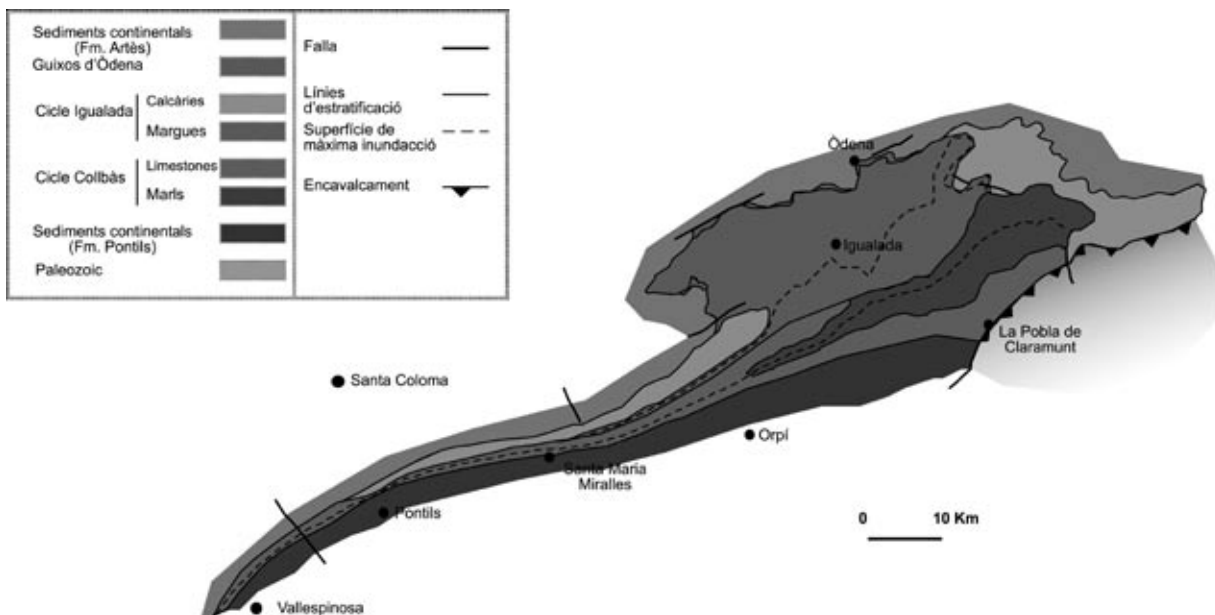 Sediments continentals
(Fm. Artès)
Guixos d'Òdena
Cicle Igualada
Calcàries
Margues
Cicle Collbàs
Limestones
Marls
Sediments continentals
(Fm. Pontils)
Paleozoic
Falla
Línies
d'estratificació
Superfície de
màxima inundacció
Encavalcament
Òdena
Igualada
La Pobla de
Claramunt
Santa Coloma
Orpí
Santa Maria
Miralles
Pontils
Vallespinosa
0 10 Km